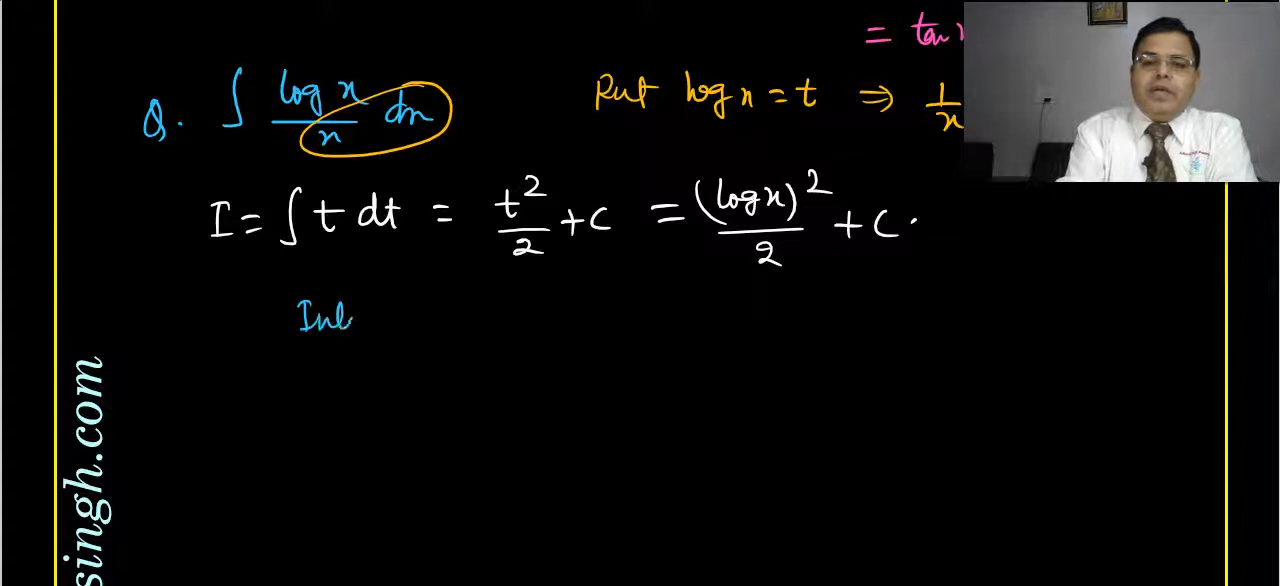 = tan
Q. ∫ log x / x dx Put log x = t ⇒ 1/x
I = ∫ t dt = t²/2 + c = (log x)²/2 + c.
Int
singh.com